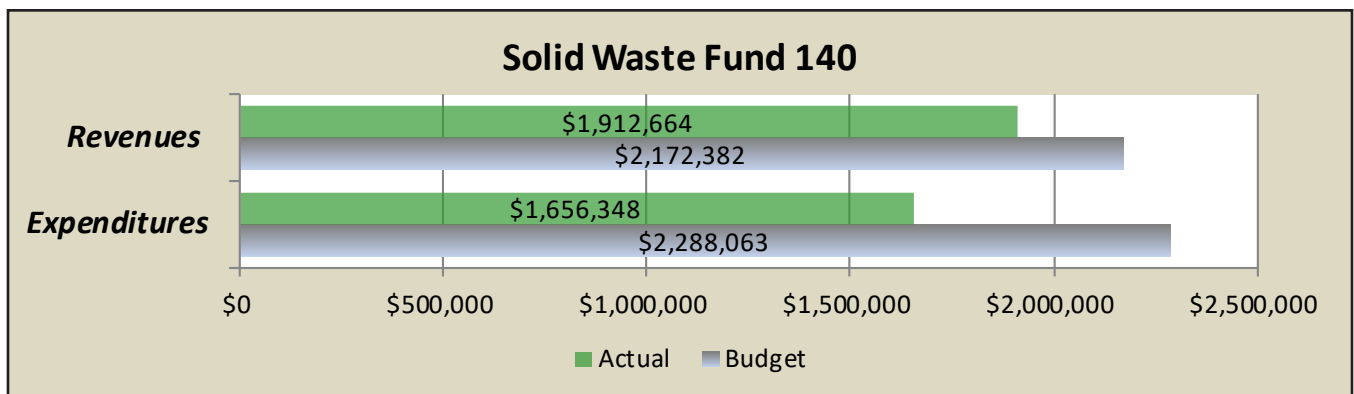 Solid Waste Fund 140
Revenues
$1,912,664
$2,172,382
Expenditures
$1,656,348
$2,288,063
$0 $500,000 $1,000,000 $1,500,000 $2,000,000 $2,500,000
Actual Budget